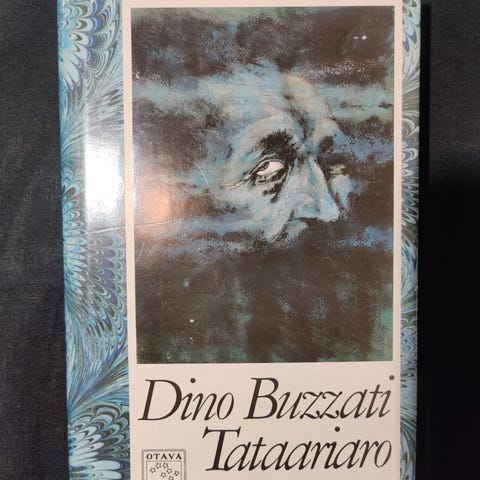 Dino Buzzati
Tataariaro
OTAVA